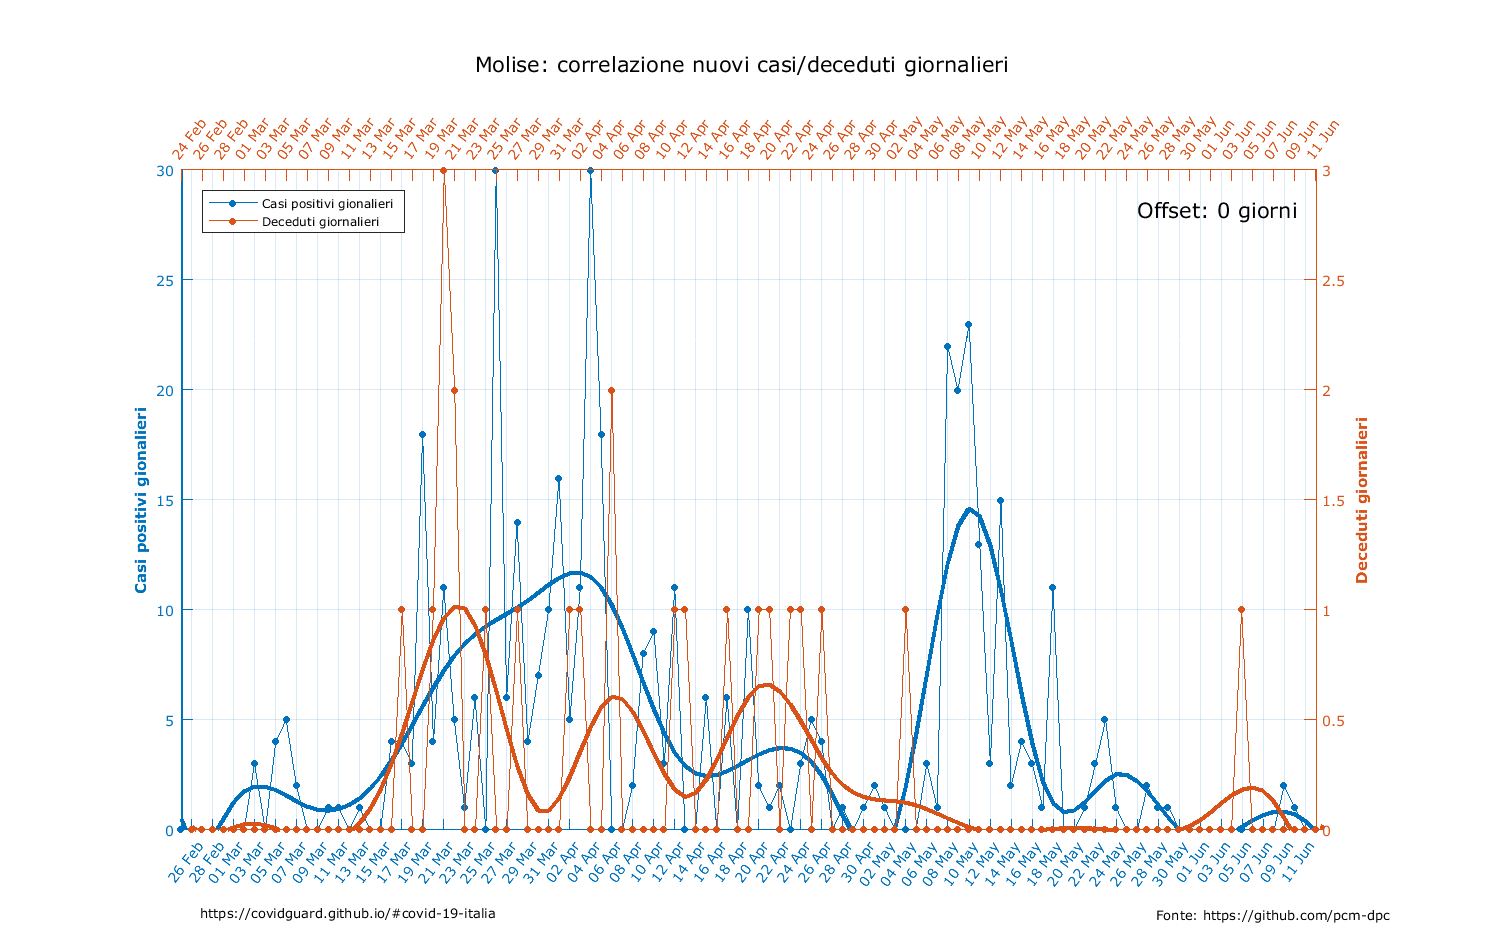 Molise: correlazione nuovi casi/deceduti giornalieri
24 Feb 26 Feb 28 Feb 01 Mar 03 Mar 05 Mar 07 Mar 09 Mar 11 Mar 13 Mar 15 Mar 17 Mar 19 Mar 21 Mar 23 Mar 25 Mar 27 Mar 29 Mar 31 Mar 02 Apr 04 Apr 06 Apr 08 Apr 10 Apr 12 Apr 14 Apr 16 Apr 18 Apr 20 Apr 22 Apr 24 Apr 26 Apr 28 Apr 30 Apr 02 May 04 May 06 May 08 May 10 May 12 May 14 May 16 May 18 May 20 May 22 May 24 May 26 May 28 May 30 May 01 Jun 03 Jun 05 Jun 07 Jun 09 Jun 11 Jun
30
3
Casi positivi gionalieri
Deceduti giornalieri
Offset: 0 giorni
25
2.5
20
2
15
1.5
10
1
5
0.5
0
0
Casi positivi gionalieri
Deceduti giornalieri
26 Feb 28 Feb 01 Mar 03 Mar 05 Mar 07 Mar 09 Mar 11 Mar 13 Mar 15 Mar 17 Mar 19 Mar 21 Mar 23 Mar 25 Mar 27 Mar 29 Mar 31 Mar 02 Apr 04 Apr 06 Apr 08 Apr 10 Apr 12 Apr 14 Apr 16 Apr 18 Apr 20 Apr 22 Apr 24 Apr 26 Apr 28 Apr 30 Apr 02 May 04 May 06 May 08 May 10 May 12 May 14 May 16 May 18 May 20 May 22 May 24 May 26 May 28 May 30 May 01 Jun 03 Jun 05 Jun 07 Jun 09 Jun 11 Jun
https://covidguard.github.io/#covid-19-italia
Fonte: https://github.com/pcm-dpc